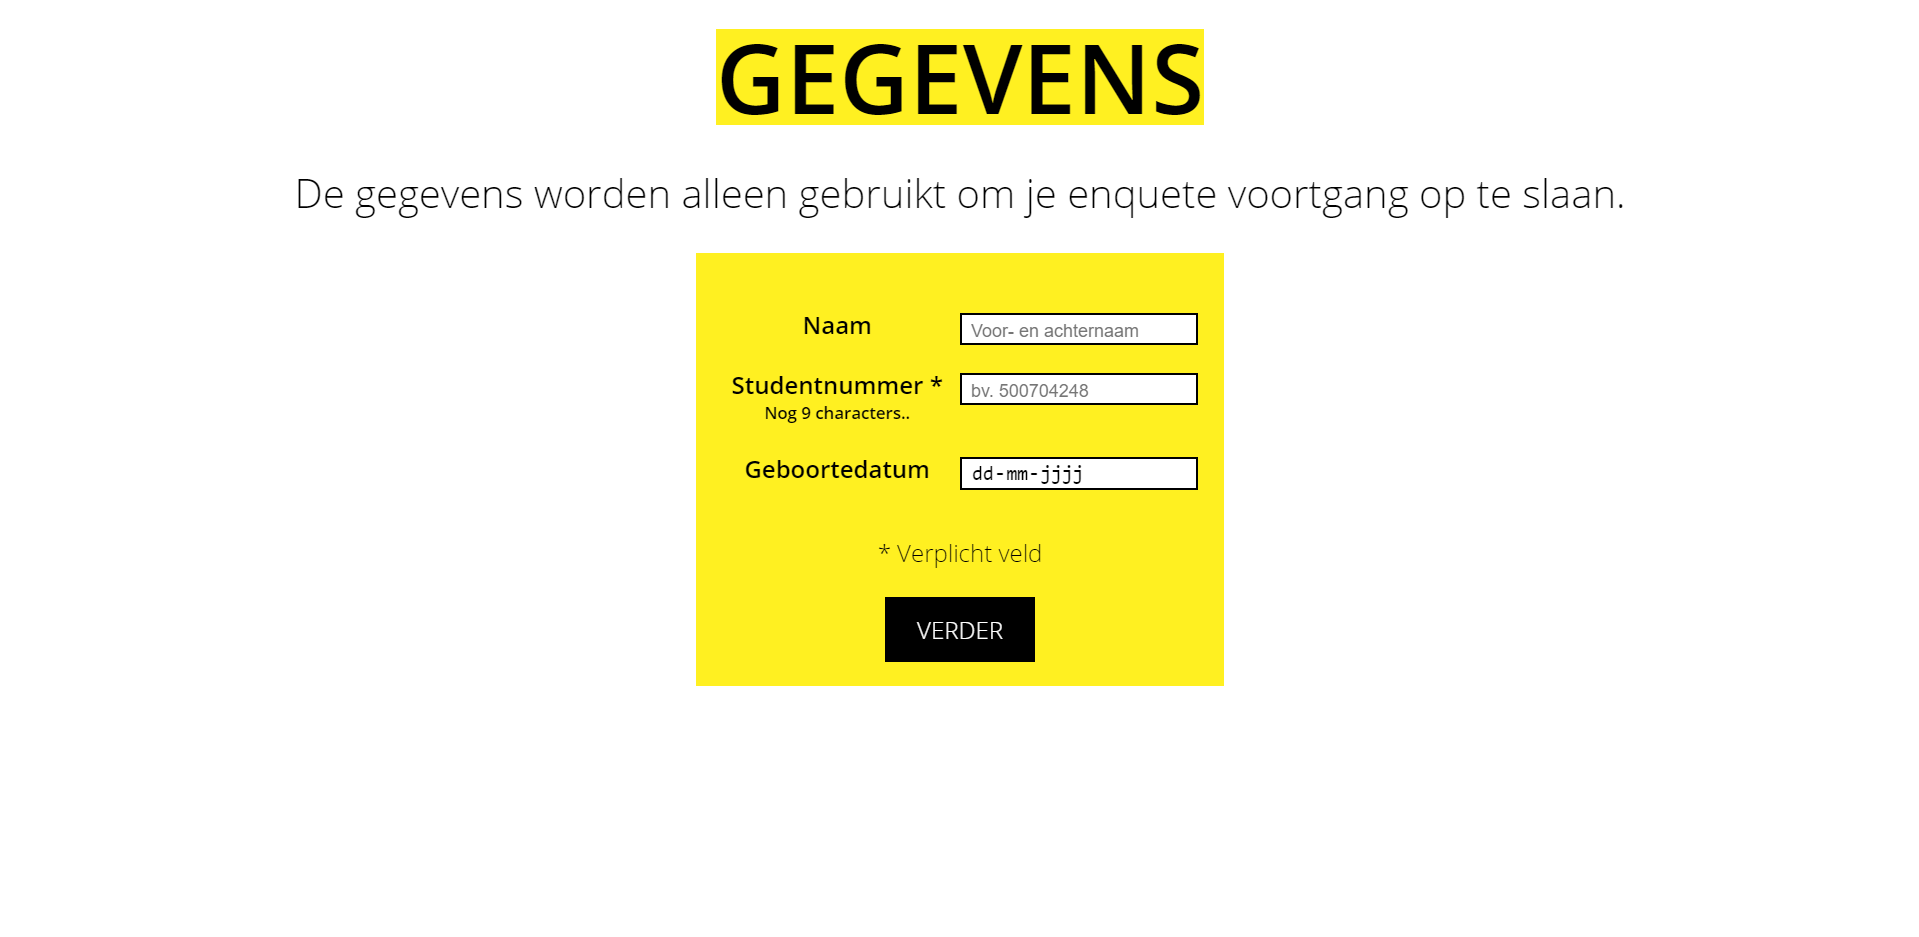 GEGEVENS
De gegevens worden alleen gebruikt om je enquete voortgang op te slaan.
Naam
Voor- en achternaam
Studentnummer *
bv. 500704248
Nog 9 characters..
Geboortedatum
dd-mm-jjjj
* Verplicht veld
VERDER